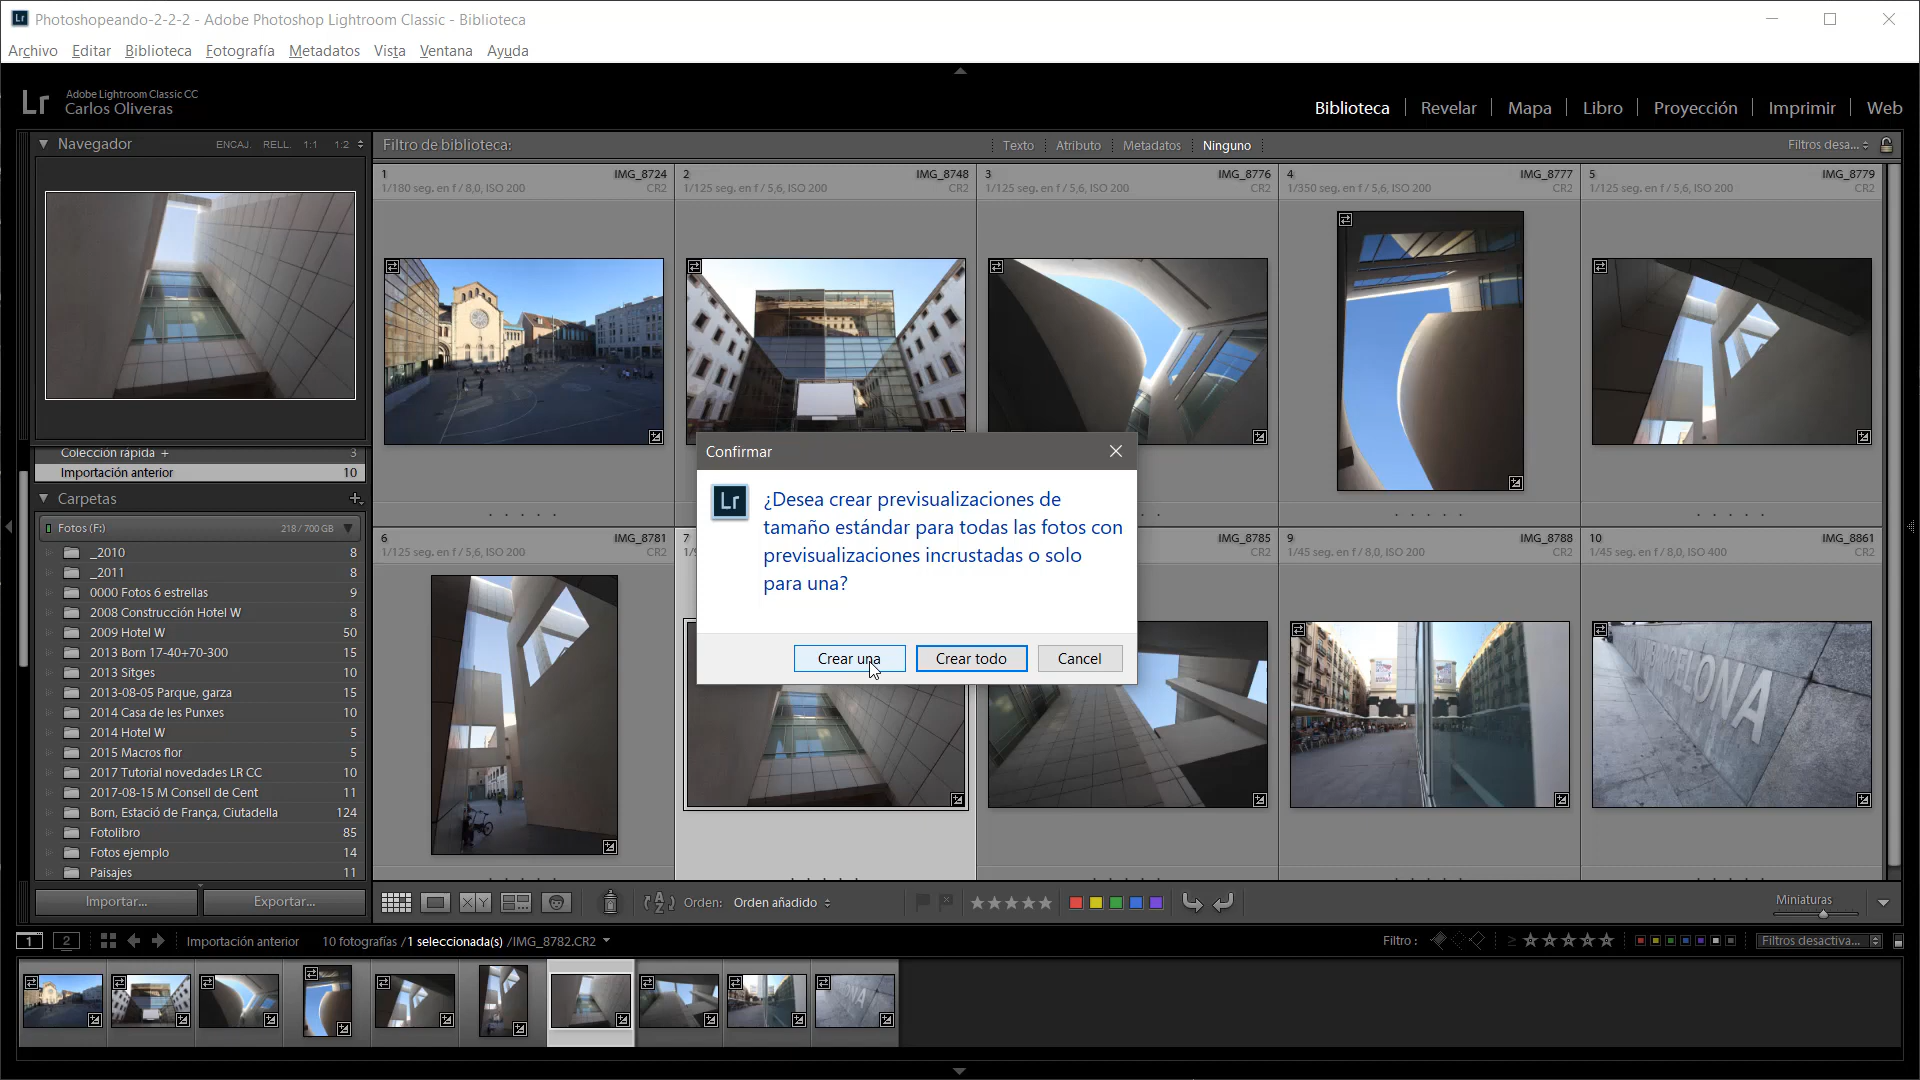 Lr Photoshopeando-2-2-2 - Adobe Photoshop Lightroom Classic - Biblioteca
Archivo Editar Biblioteca Fotografía Metadatos Vista Ventana Ayuda
Lr Adobe Lightroom Classic CC
Carlos Oliveras
Biblioteca Revelar Mapa Libro Proyección Imprimir Web
Navegador ENCAJ. RELL. 1:1 1:2
Filtro de biblioteca: Texto Atributo Metadatos Ninguno Filtros desa...
1 IMG_8724
1/180 seg. en f / 8,0, ISO 200 CR2
2 IMG_8748
1/125 seg. en f / 5,6, ISO 200 CR2
3 IMG_8776
1/125 seg. en f / 5,6, ISO 200 CR2
4 IMG_8777
1/350 seg. en f / 5,6, ISO 200 CR2
5 IMG_8779
1/125 seg. en f / 5,6, ISO 200 CR2
Colección rápida + 3
Importación anterior 10
Carpetas +
Fotos (F:) 218 / 700 GB
_2010 8
_2011 8
0000 Fotos 6 estrellas 9
2008 Construcción Hotel W 8
2009 Hotel W 50
2013 Born 17-40+70-300 15
2013 Sitges 10
2013-08-05 Parque, garza 15
2014 Casa de les Punxes 10
2014 Hotel W 5
2015 Macros flor 5
2017 Tutorial novedades LR CC 10
2017-08-15 M Consell de Cent 11
Born, Estació de França, Ciutadella 124
Fotolibro 85
Fotos ejemplo 14
Paisajes 11
Importar... Exportar...
Confirmar
Lr ¿Desea crear previsualizaciones de
tamaño estándar para todas las fotos con
previsualizaciones incrustadas o solo
para una?
Crear una Crear todo Cancel
6 IMG_8781
1/125 seg. en f / 5,6, ISO 200 CR2
7
IMG_8785
CR2
9 IMG_8788
1/45 seg. en f / 8,0, ISO 200 CR2
10 IMG_8861
1/45 seg. en f / 8,0, ISO 400 CR2
X Y Orden: Orden añadido Miniaturas
1 2 Importación anterior 10 fotografías / 1 seleccionada(s) / IMG_8782.CR2 Filtro : ≥ Filtros desactiva...